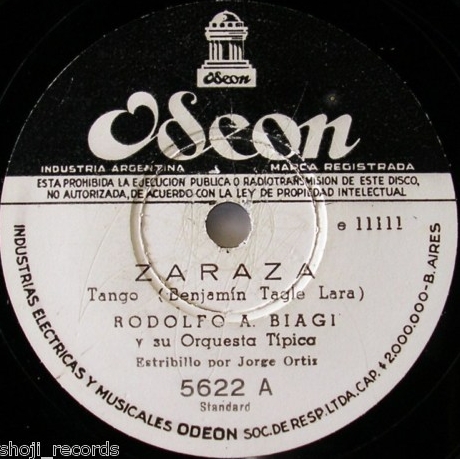 Odeon
Odeon
INDUSTRIA ARGENTINA MARCA REGISTRADA
ESTA PROHIBIDA LA EJECUCION PUBLICA O RADIOTRANSMISION DE ESTE DISCO,
NO AUTORIZADA, DE ACUERDO CON LA LEY DE PROPIEDAD INTELECTUAL
e 11111
ZARAZA
Tango (Benjamín Tagle Lara)
RODOLFO A. BIAGI
y su Orquesta Típica
Estribillo por Jorge Ortiz
5622 A
Standard
INDUSTRIAS ELECTRICAS Y MUSICALES ODEON SOC. DE RESP. LTDA. CAP. $ 2.000.000 - B. AIRES
shoji_records